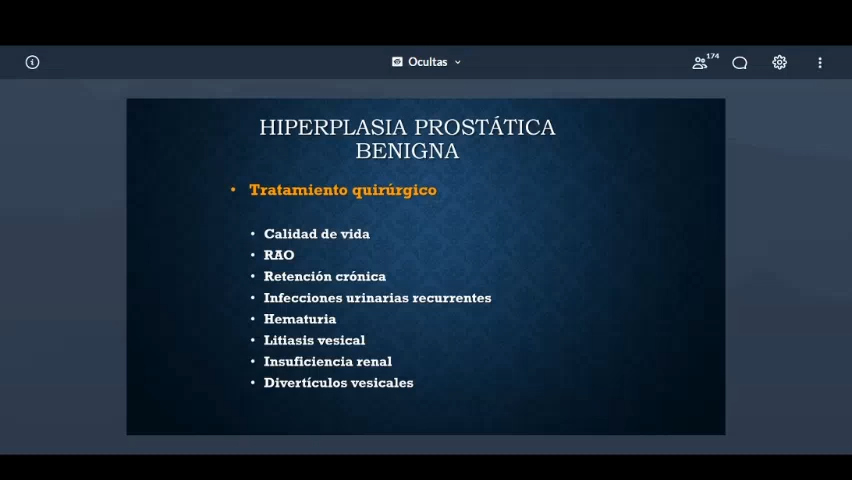 Ocultas
174
HIPERPLASIA PROSTÁTICA
BENIGNA
• Tratamiento quirúrgico
• Calidad de vida
• RAO
• Retención crónica
• Infecciones urinarias recurrentes
• Hematuria
• Litiasis vesical
• Insuficiencia renal
• Divertículos vesicales